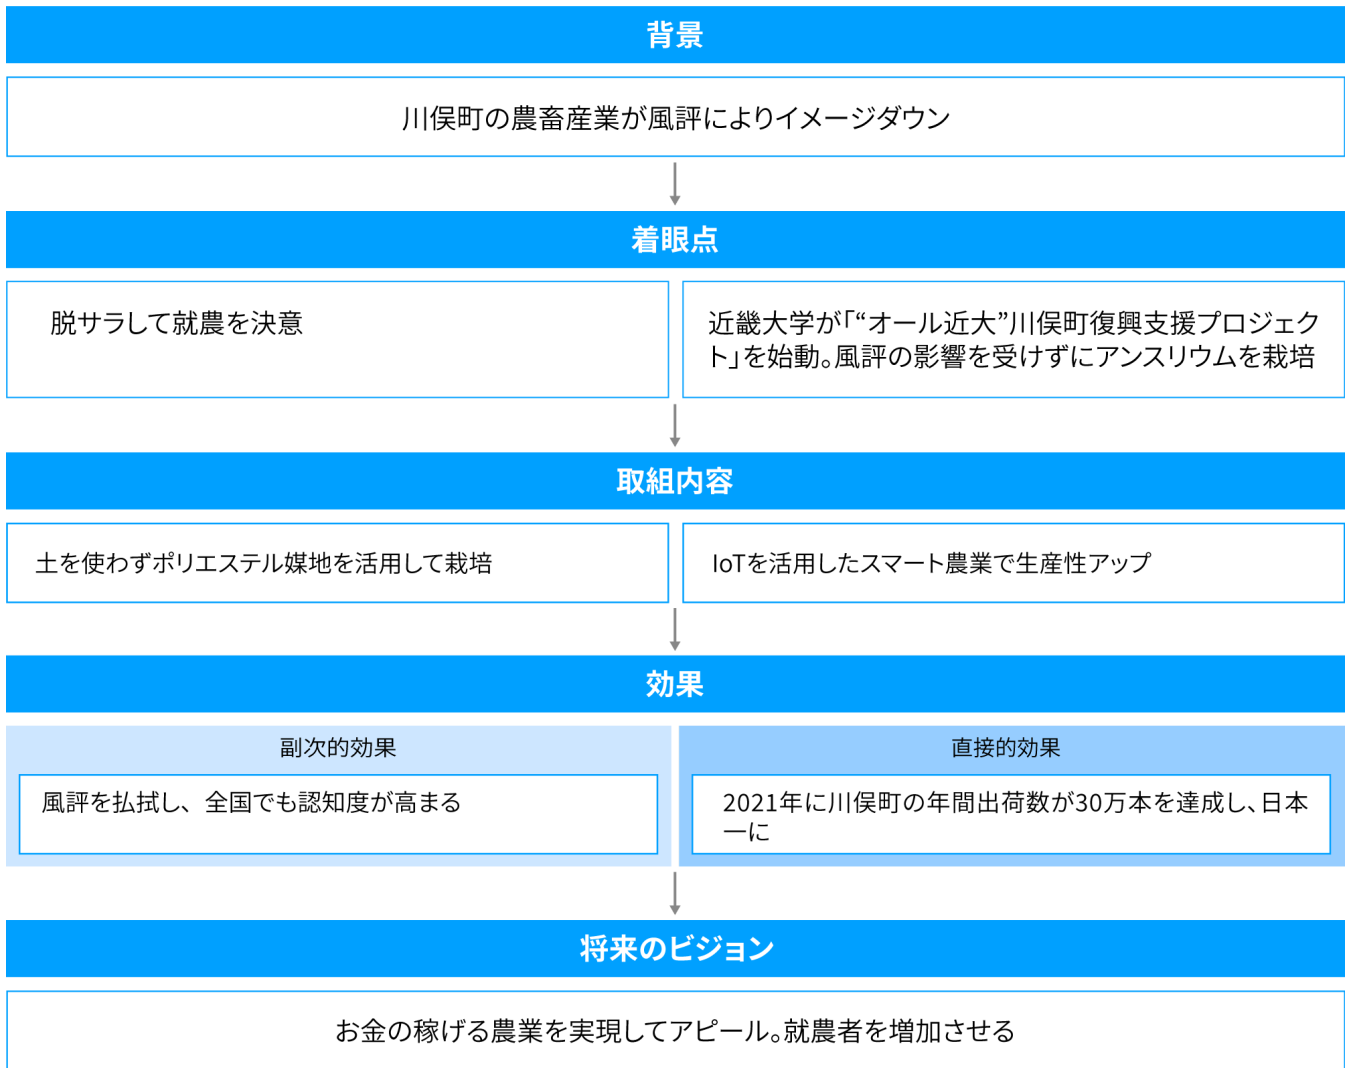 背景
川俣町の農畜産業が風評によりイメージダウン
着眼点
脱サラして就農を決意
近畿大学が「“オール近大”川俣町復興支援プロジェク
ト」を始動。風評の影響を受けずにアンスリウムを栽培
取組内容
土を使わずポリエステル媒地を活用して栽培
IoTを活用したスマート農業で生産性アップ
効果
副次的効果
風評を払拭し、全国でも認知度が高まる
直接的効果
2021年に川俣町の年間出荷数が30万本を達成し、日本
一に
将来のビジョン
お金の稼げる農業を実現してアピール。就農者を増加させる